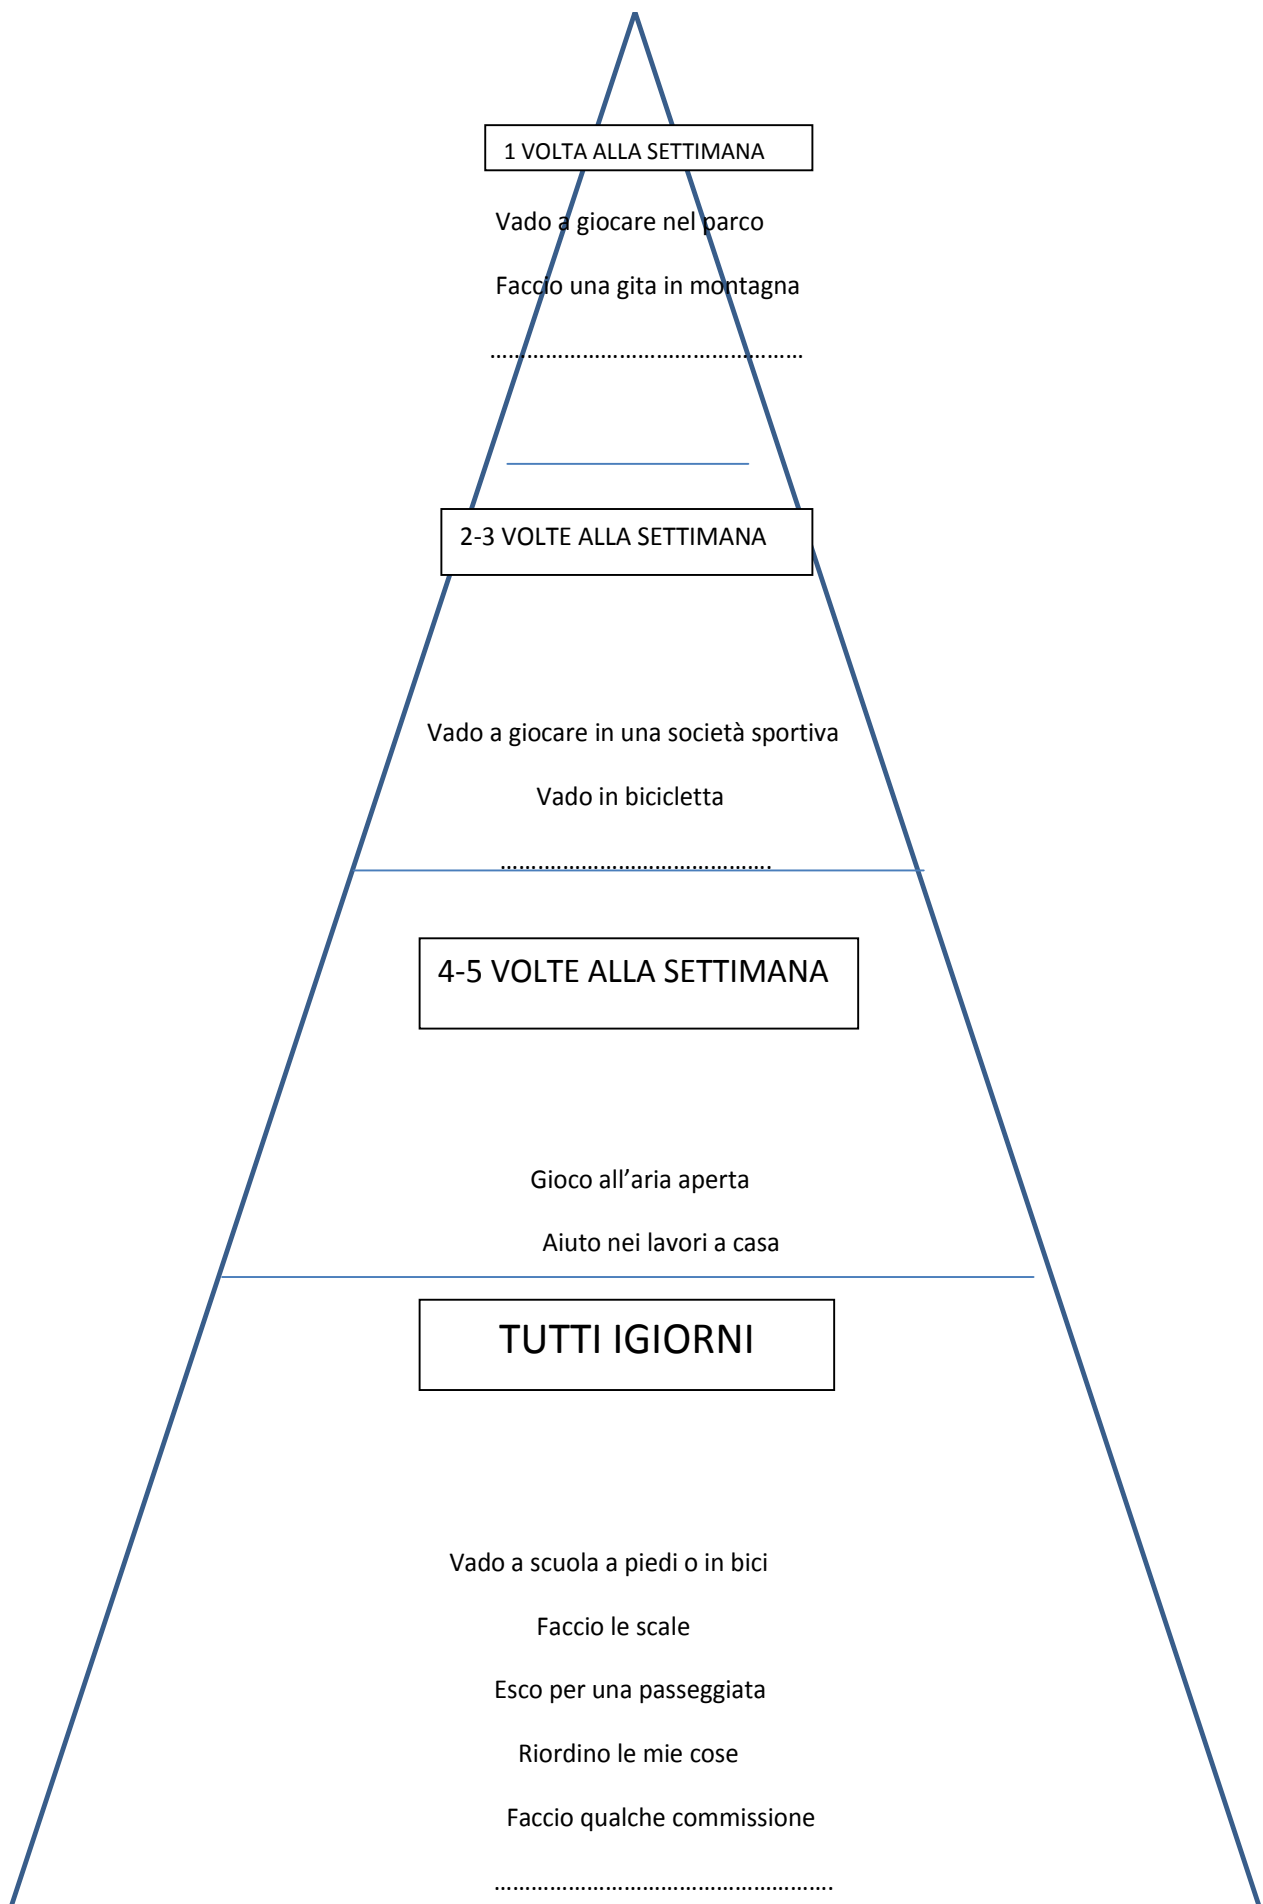 1 VOLTA ALLA SETTIMANA
Vado a giocare nel parco
Faccio una gita in montagna
……………………………………………
2-3 VOLTE ALLA SETTIMANA
Vado a giocare in una società sportiva
Vado in bicicletta
……………………………………….
4-5 VOLTE ALLA SETTIMANA
Gioco all’aria aperta
Aiuto nei lavori a casa
TUTTI IGIORNI
Vado a scuola a piedi o in bici
Faccio le scale
Esco per una passeggiata
Riordino le mie cose
Faccio qualche commissione
……………………………………………….